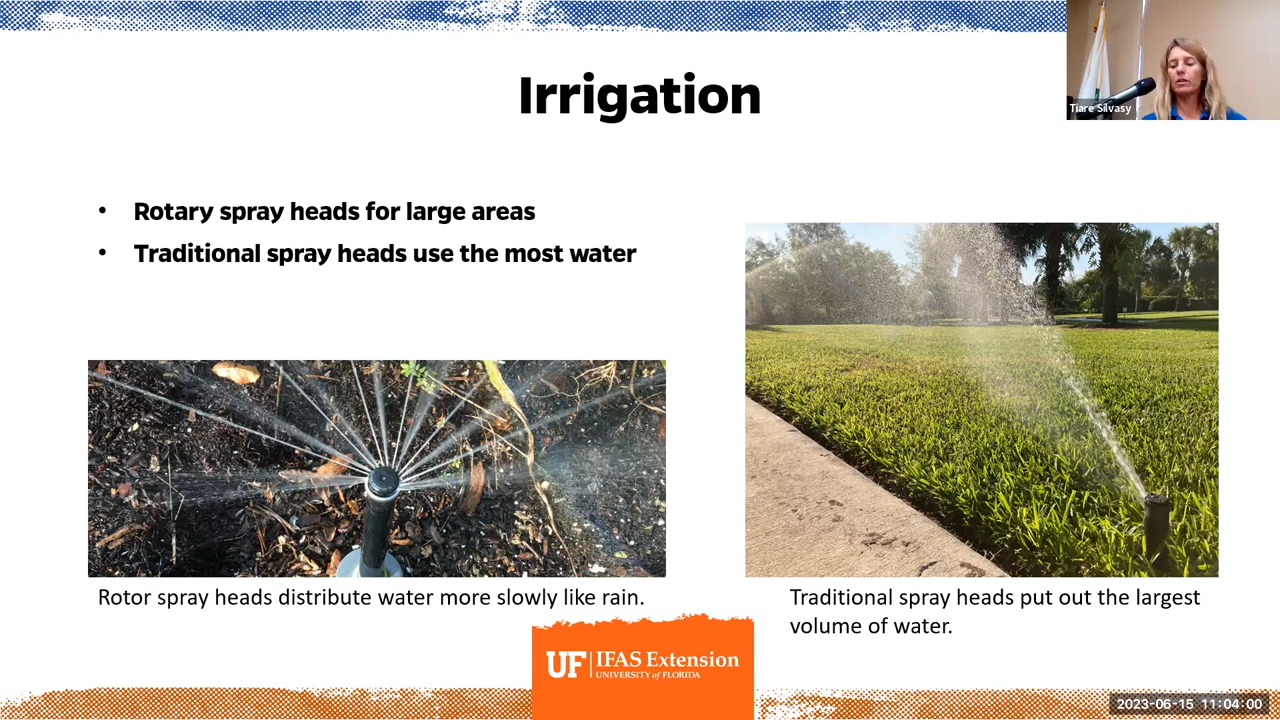 Irrigation
Tiare Silvasy
• Rotary spray heads for large areas
• Traditional spray heads use the most water
Rotor spray heads distribute water more slowly like rain.
Traditional spray heads put out the largest
volume of water.
UF IFAS Extension
UNIVERSITY of FLORIDA
2023-06-15 11:04:00